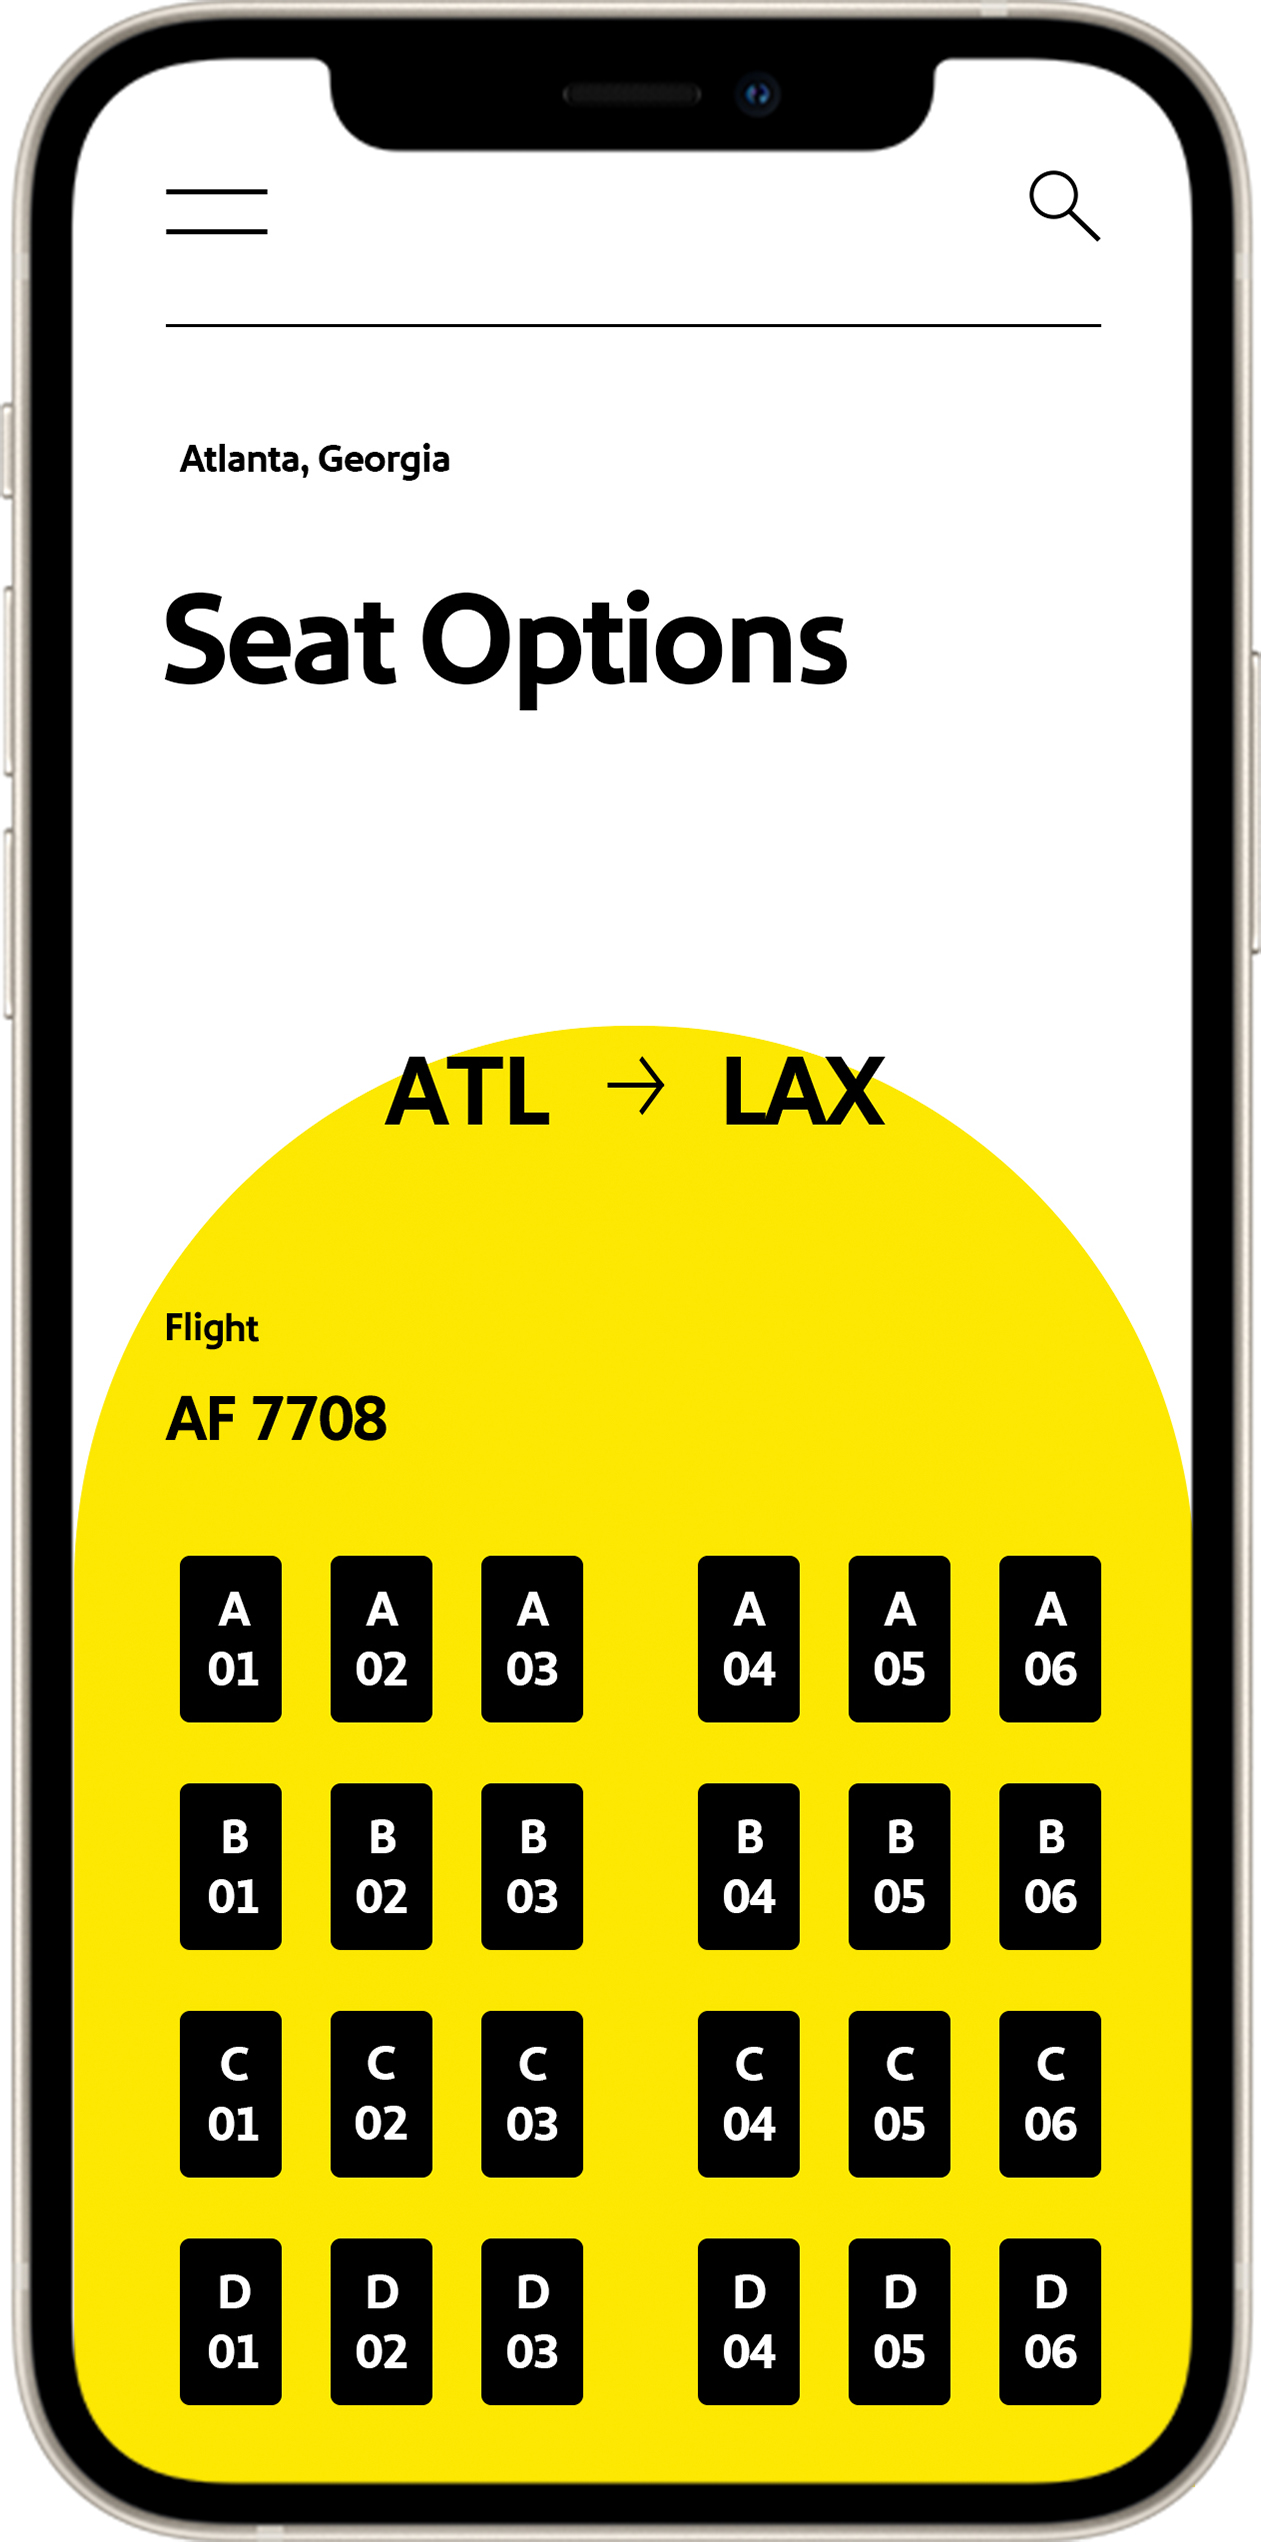 Atlanta, Georgia
Seat Options
ATL → LAX
Flight
AF 7708
A A A A A A
01 02 03 04 05 06
B B B B B B
01 02 03 04 05 06
C C C C C C
01 02 03 04 05 06
D D D D D D
01 02 03 04 05 06